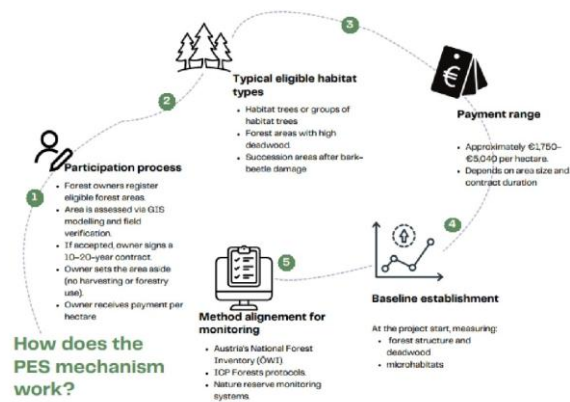 How does the
PES mechanism
work?
1
Participation process
• Forest owners register
eligible forest areas.
• Area is assessed via GIS
modelling and field
verification.
• If accepted, owner signs a
10–20-year contract.
• Owner sets the area aside
(no harvesting or forestry
use).
• Owner receives payment per
hectare
2
Typical eligible habitat
types
• Habitat trees or groups of
habitat trees
• Forest areas with high
deadwood.
• Succession areas after bark-
beetle damage
3
€
Payment range
• Approximately €1,750–
€5,040 per hectare.
• Depends on area size and
contract duration
4
Baseline establishment
At the project start, measuring:
• forest structure and
deadwood
• microhabitats
5
Method alignement for
monitoring
• Austria's National Forest
Inventory (ÖWI).
• ICP Forests protocols.
• Nature reserve monitoring
systems.